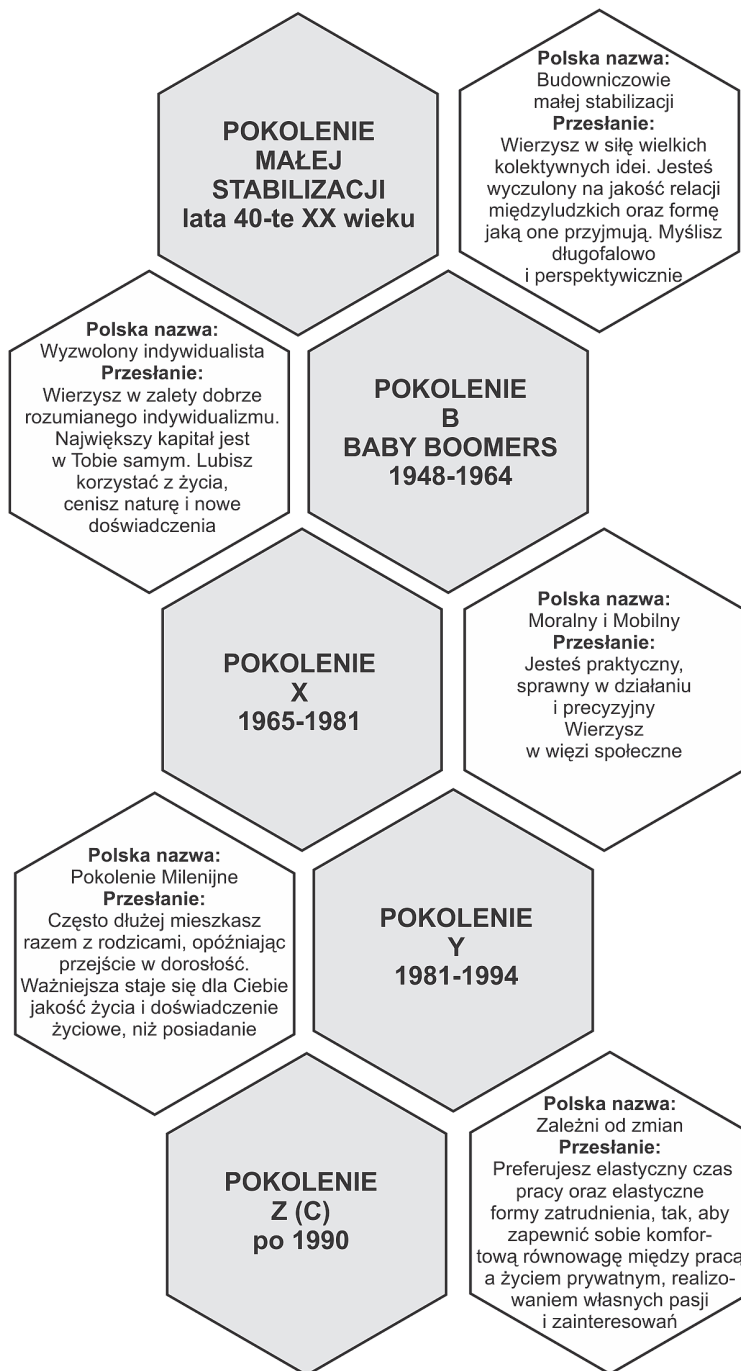 POKOLENIE
MAŁEJ
STABILIZACJI
lata 40-te XX wieku
Polska nazwa:
Budowniczowie
małej stabilizacji
Przesłanie:
Wierzysz w siłę wielkich
kolektywnych idei. Jesteś
wyczulony na jakość relacji
międzyludzkich oraz formę
jaką one przyjmują. Myślisz
długofalowo
i perspektywicznie
Polska nazwa:
Wyzwolony indywidualista
Przesłanie:
Wierzysz w zalety dobrze
rozumianego indywidualizmu.
Największy kapitał jest
w Tobie samym. Lubisz
korzystać z życia,
cenisz naturę i nowe
doświadczenia
POKOLENIE
B
BABY BOOMERS
1948-1964
POKOLENIE
X
1965-1981
Polska nazwa:
Moralny i Mobilny
Przesłanie:
Jesteś praktyczny,
sprawny w działaniu
i precyzyjny
Wierzysz
w więzi społeczne
Polska nazwa:
Pokolenie Milenijne
Przesłanie:
Często dłużej mieszkasz
razem z rodzicami, opóźniając
przejście w dorosłość.
Ważniejsza staje się dla Ciebie
jakość życia i doświadczenie
życiowe, niż posiadanie
POKOLENIE
Y
1981-1994
POKOLENIE
Z (C)
po 1990
Polska nazwa:
Zależni od zmian
Przesłanie:
Preferujesz elastyczny czas
pracy oraz elastyczne
formy zatrudnienia, tak, aby
zapewnić sobie komfor-
tową równowagę między pracą
a życiem prywatnym, realizo-
waniem własnych pasji
i zainteresowań